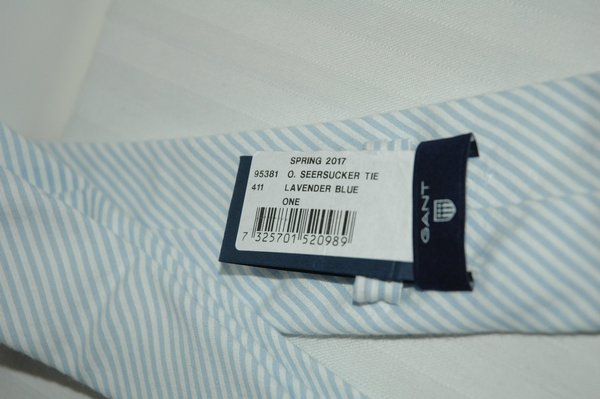 SPRING 2017
95381 O. SEERSUCKER TIE
411 LAVENDER BLUE
ONE
7 325701 520989
GANT